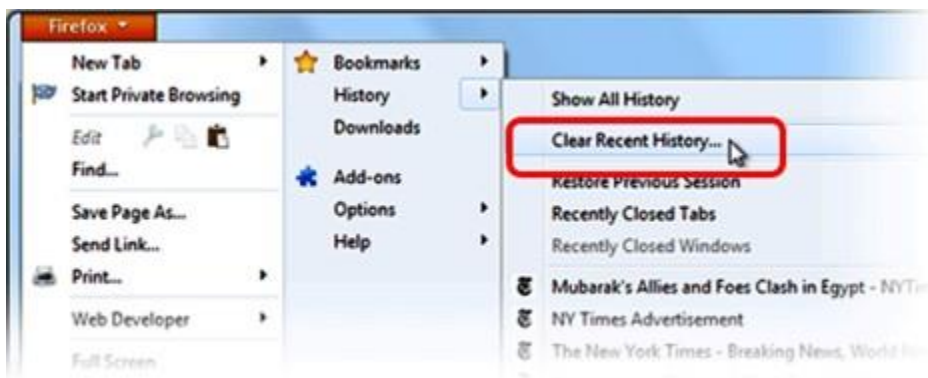 Firefox
New Tab
Start Private Browsing
Edit
Find...
Save Page As...
Send Link...
Print...
Web Developer
Full Screen
Bookmarks
History
Downloads
Add-ons
Options
Help
Show All History
Clear Recent History...
Restore Previous Session
Recently Closed Tabs
Recently Closed Windows
Mubarak's Allies and Foes Clash in Egypt - NYTi
NY Times Advertisement
The New York Times - Breaking News, World